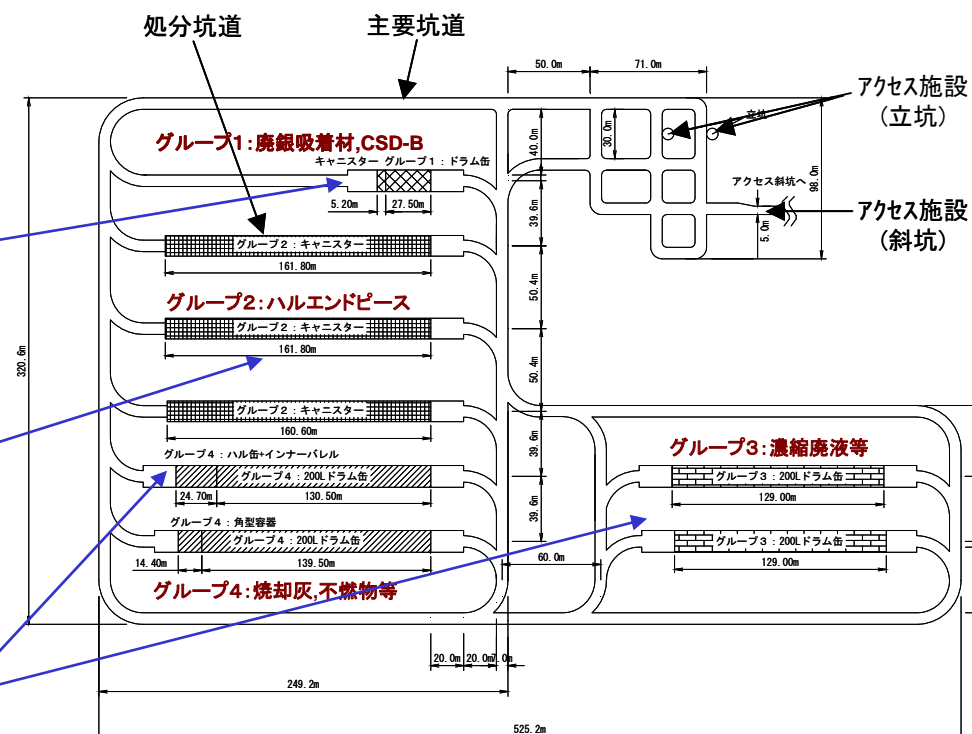 処分坑道
主要坑道
50.0m
71.0m
アクセス施設
(立坑)
立坑
グループ1:廃銀吸着材,CSD-B
キャニスター グループ1:ドラム缶
40.0m
30.0m
98.0m
アクセス斜坑へ
アクセス施設
(斜坑)
5.0m
5.20m
27.50m
39.6m
グループ2:キャニスター
161.80m
50.4m
グループ2:ハルエンドピース
グループ2:キャニスター
161.80m
320.6m
50.4m
グループ2:キャニスター
160.60m
39.6m
グループ3:濃縮廃液等
グループ4:ハル缶+インナーバレル
グループ4:200Lドラム缶
24.70m
130.50m
グループ3:200Lドラム缶
129.00m
39.6m
グループ4:角型容器
グループ4:200Lドラム缶
14.40m
139.50m
60.0m
グループ3:200Lドラム缶
129.00m
グループ4:焼却灰,不燃物等
20.0m
20.0m
7.0m
249.2m
525.2m